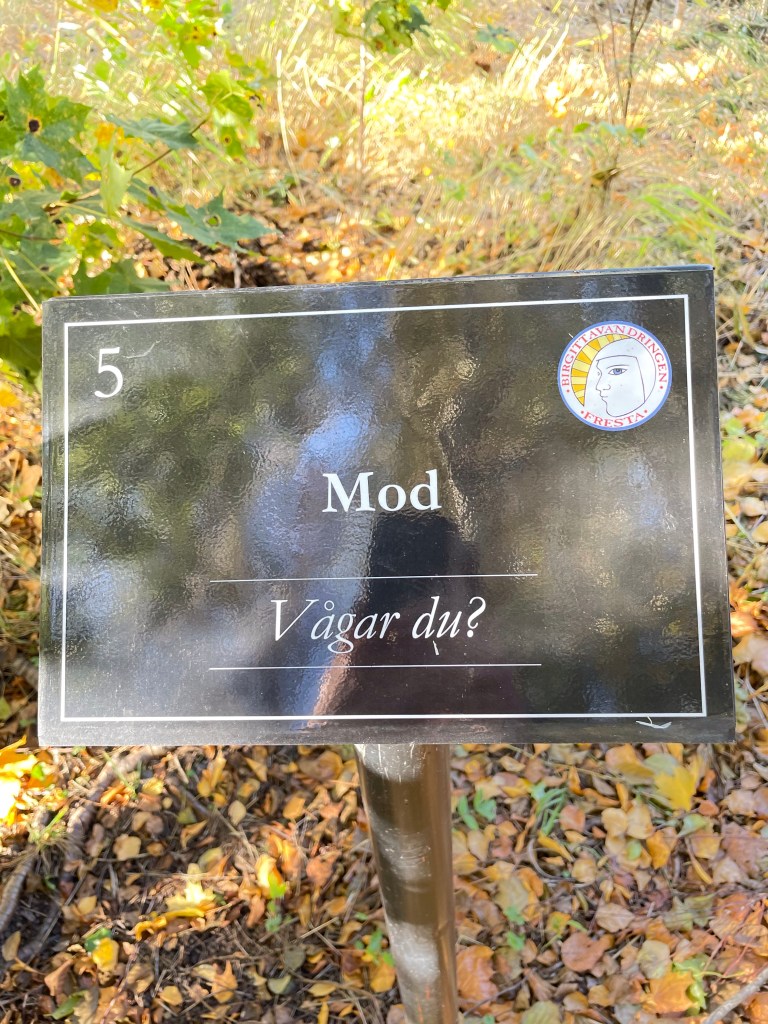 5
BIRGITTAVANDRINGEN
FRESTA
Mod
Vågar du?